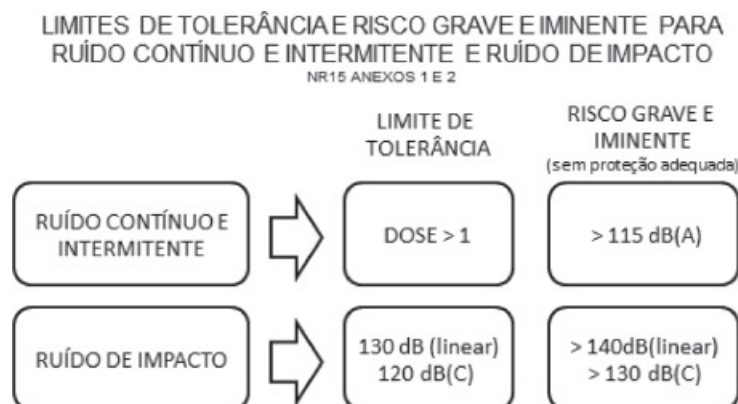 LIMITES DE TOLERÂNCIA E RISCO GRAVE E IMINENTE PARA
RUÍDO CONTÍNUO E INTERMITENTE E RUÍDO DE IMPACTO
NR15 ANEXOS 1 E 2
LIMITE DE
TOLERÂNCIA
RISCO GRAVE E
IMINENTE
(sem proteção adequada)
RUÍDO CONTÍNUO E
INTERMITENTE
DOSE > 1
> 115 dB(A)
RUÍDO DE IMPACTO
130 dB (linear)
120 dB(C)
> 140dB(linear)
> 130 dB(C)